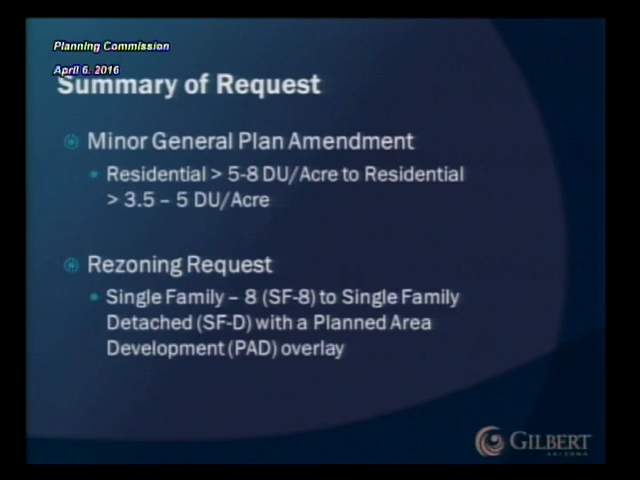 Planning Commission
April 6, 2016
Summary of Request
Minor General Plan Amendment
Residential > 5-8 DU/Acre to Residential
> 3.5 – 5 DU/Acre
Rezoning Request
Single Family – 8 (SF-8) to Single Family
Detached (SF-D) with a Planned Area
Development (PAD) overlay
GILBERT
ARIZONA